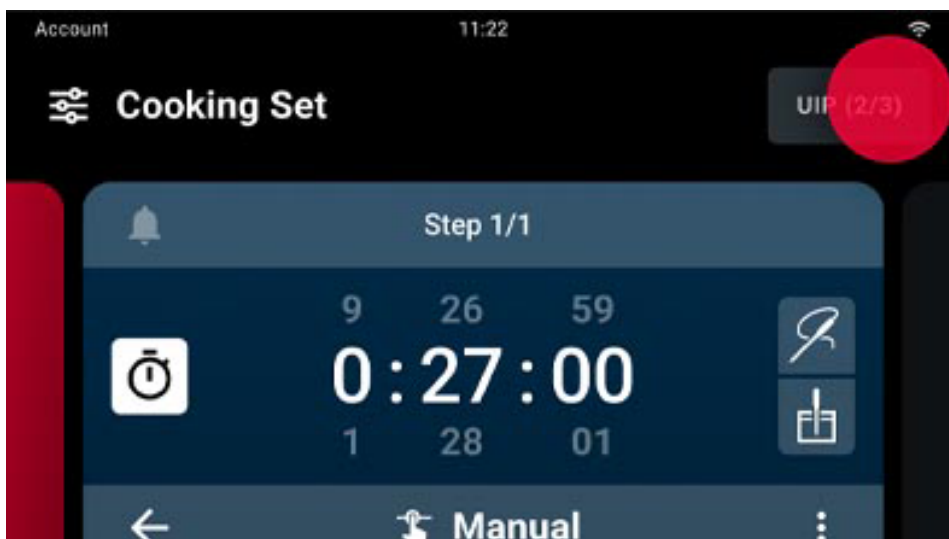 Account
11:22
Cooking Set
UIP (2/3)
Step 1/1
9 26 59
0 : 27 : 00
1 28 01
Manual